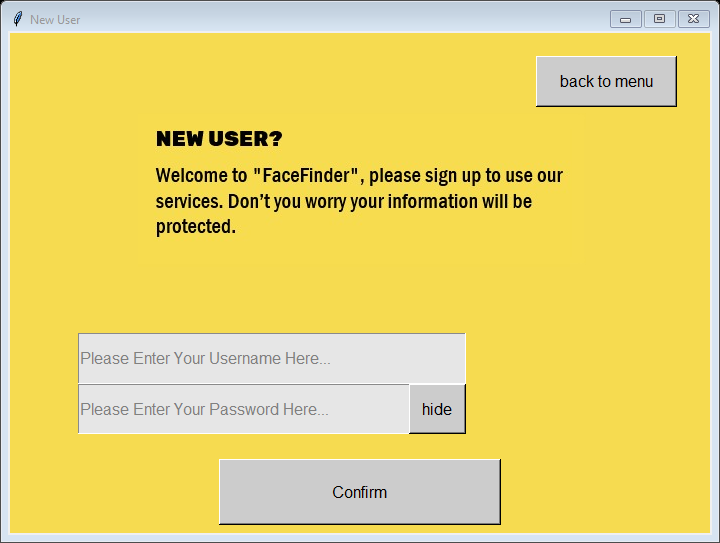 New User
back to menu
NEW USER?
Welcome to "FaceFinder", please sign up to use our
services. Don’t you worry your information will be
protected.
Please Enter Your Username Here...
Please Enter Your Password Here...
hide
Confirm